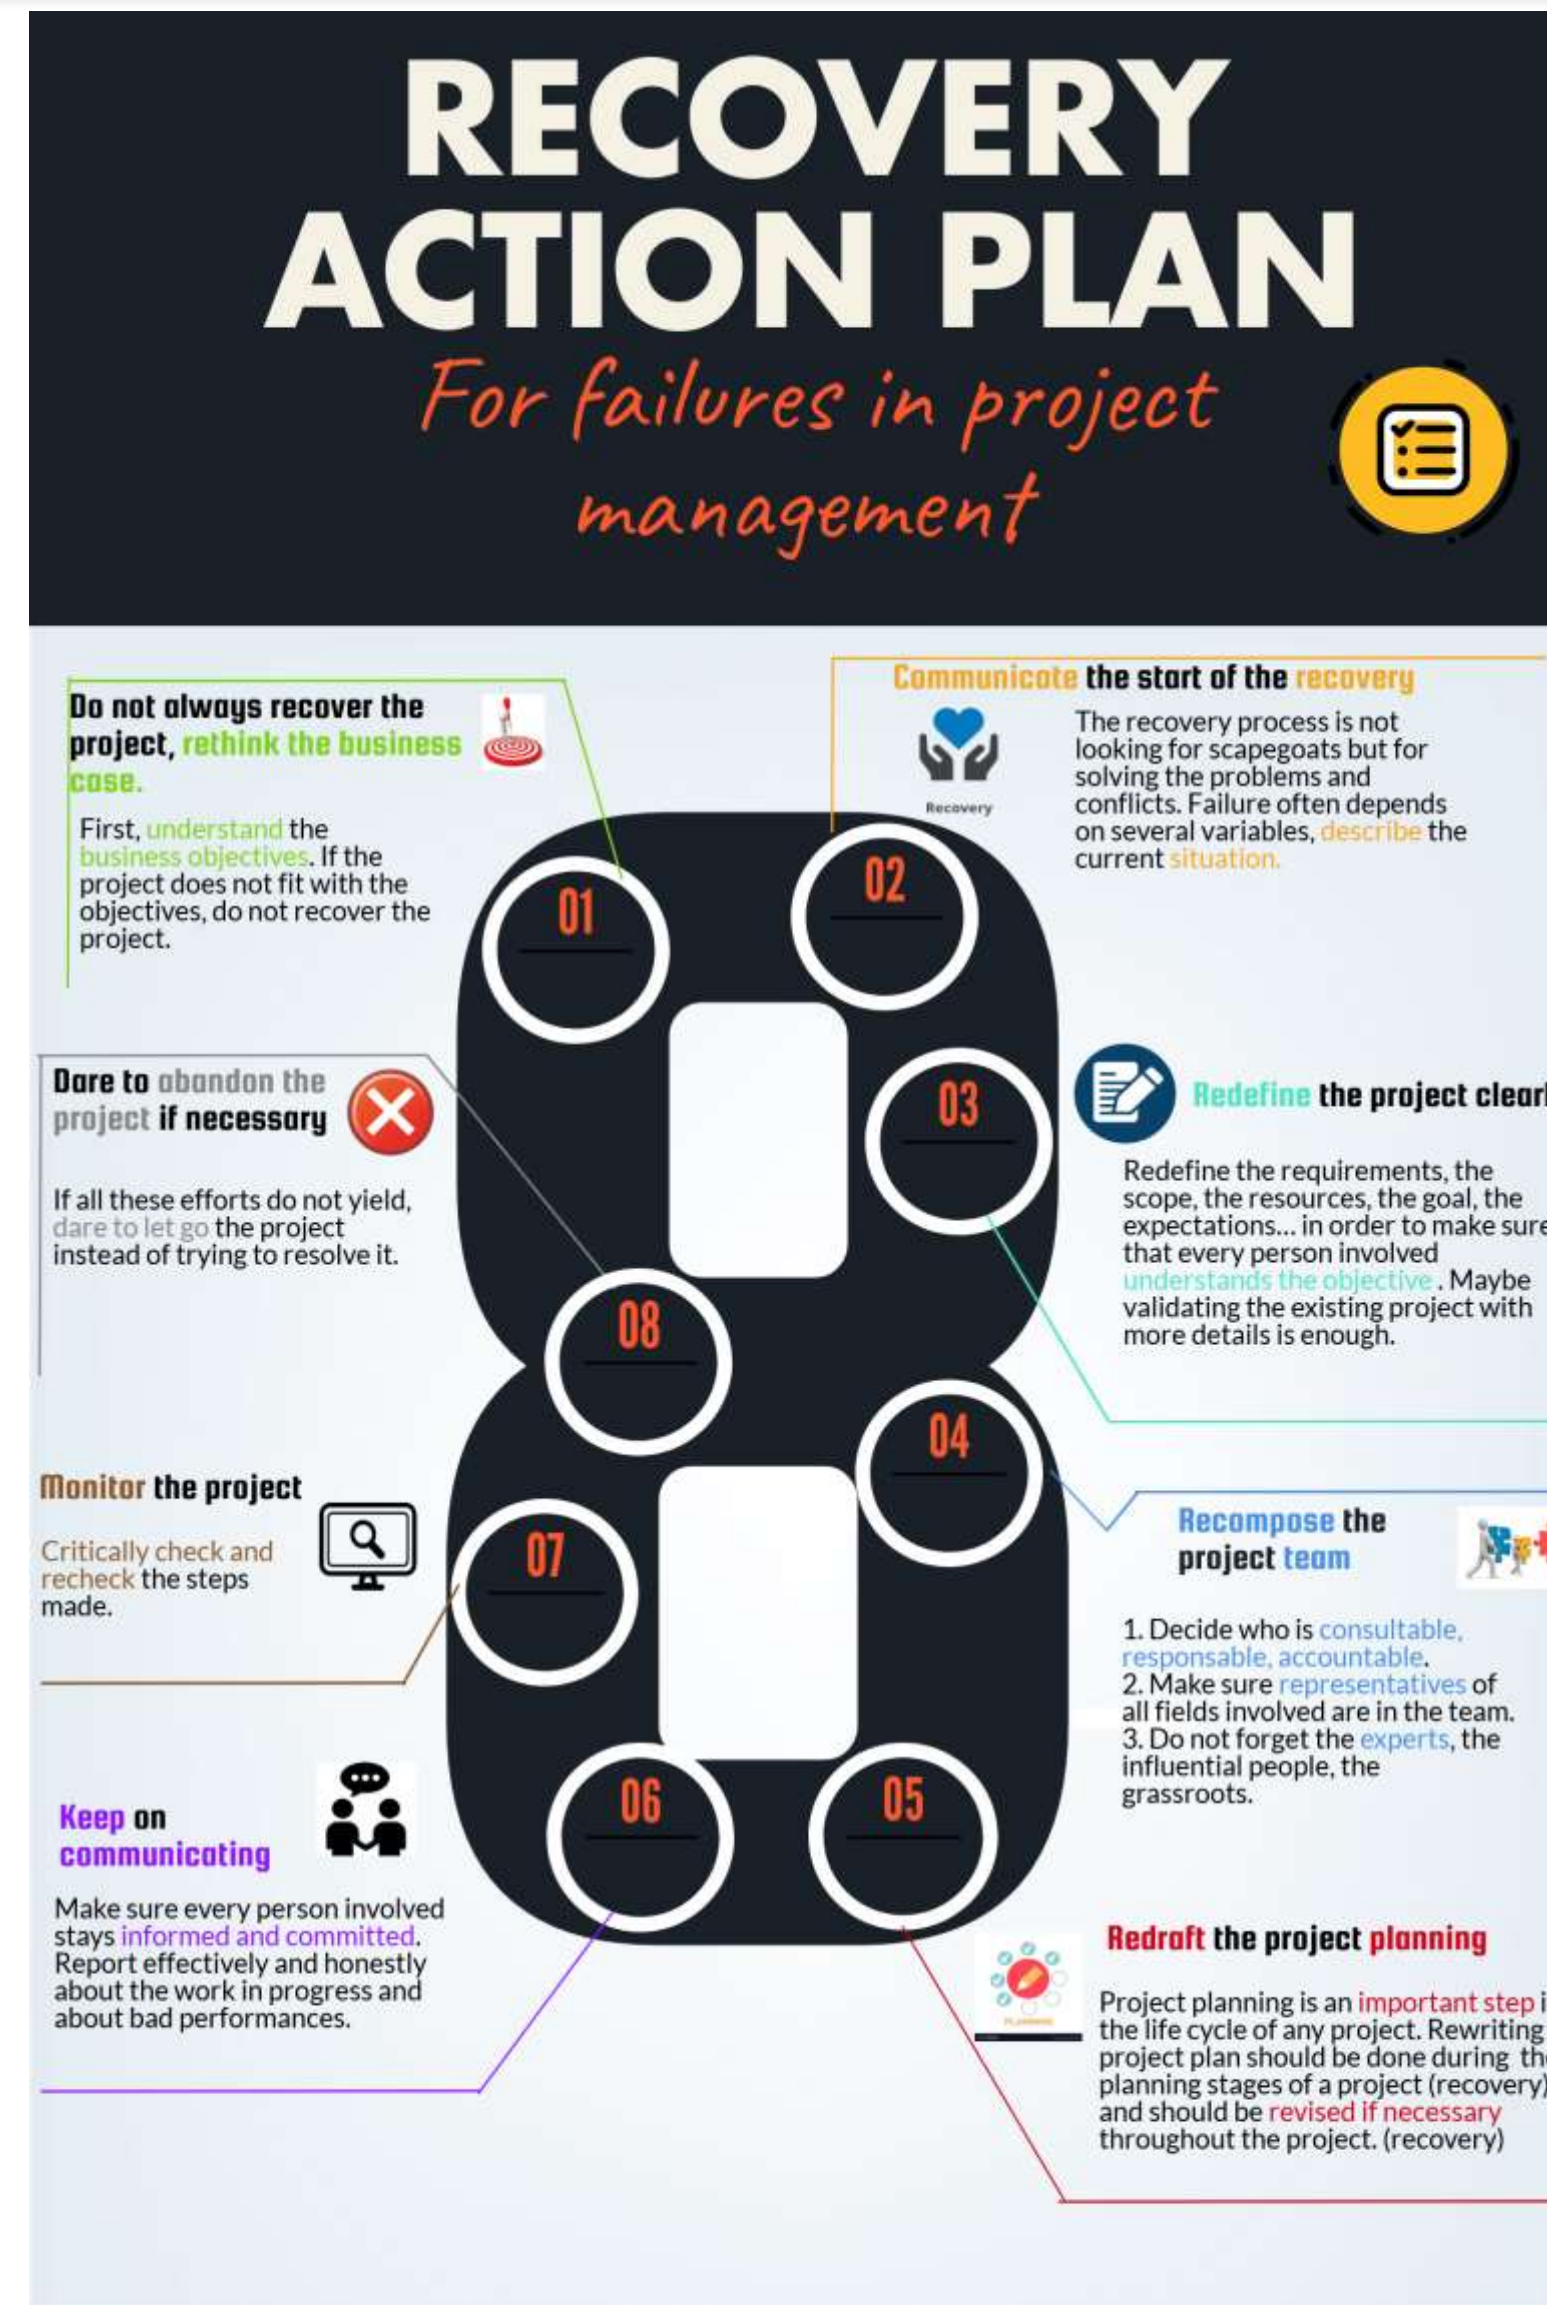 RECOVERY
ACTION PLAN
For failures in project
management
Do not always recover the
project, rethink the business
case.
First, understand the
business objectives. If the
project does not fit with the
objectives, do not recover the
project.
01
Communicate the start of the recovery
Recovery
The recovery process is not
looking for scapegoats but for
solving the problems and
conflicts. Failure often depends
on several variables, describe the
current situation.
02
03
Redefine the project clearl
Redefine the requirements, the
scope, the resources, the goal, the
expectations... in order to make sure
that every person involved
understands the objective . Maybe
validating the existing project with
more details is enough.
04
Recompose the
project team
1. Decide who is consultable,
responsable, accountable.
2. Make sure representatives of
all fields involved are in the team.
3. Do not forget the experts, the
influential people, the
grassroots.
05
Redraft the project planning
PLANNING
Project planning is an important step i
the life cycle of any project. Rewriting
project plan should be done during the
planning stages of a project (recovery)
and should be revised if necessary
throughout the project. (recovery)
06
Keep on
communicating
Make sure every person involved
stays informed and committed.
Report effectively and honestly
about the work in progress and
about bad performances.
07
Monitor the project
Critically check and
recheck the steps
made.
08
Dare to abandon the
project if necessary
If all these efforts do not yield,
dare to let go the project
instead of trying to resolve it.